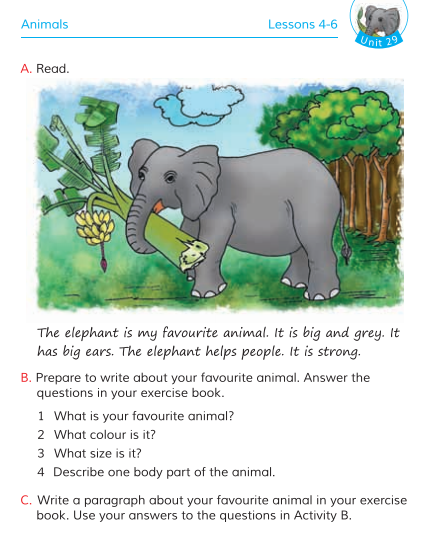 Animals
Lessons 4-6
Unit 29
A. Read.
The elephant is my favourite animal. It is big and grey. It
has big ears. The elephant helps people. It is strong.
B. Prepare to write about your favourite animal. Answer the
questions in your exercise book.
1 What is your favourite animal?
2 What colour is it?
3 What size is it?
4 Describe one body part of the animal.
C. Write a paragraph about your favourite animal in your exercise
book. Use your answers to the questions in Activity B.